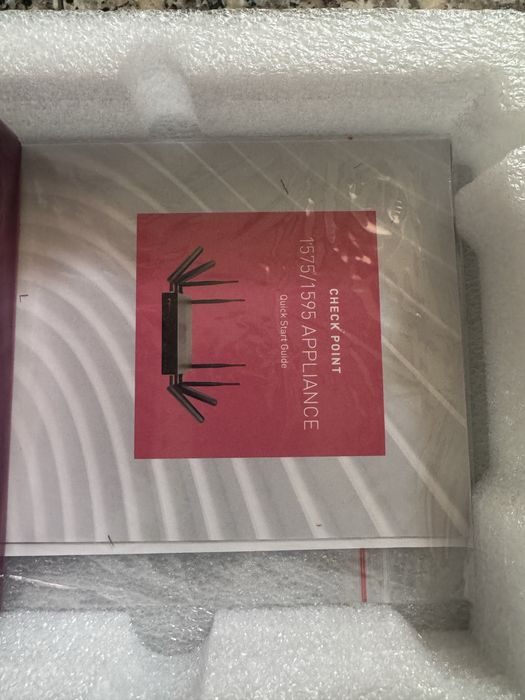 CHECK POINT
1575/1595 APPLIANCE
Quick Start Guide